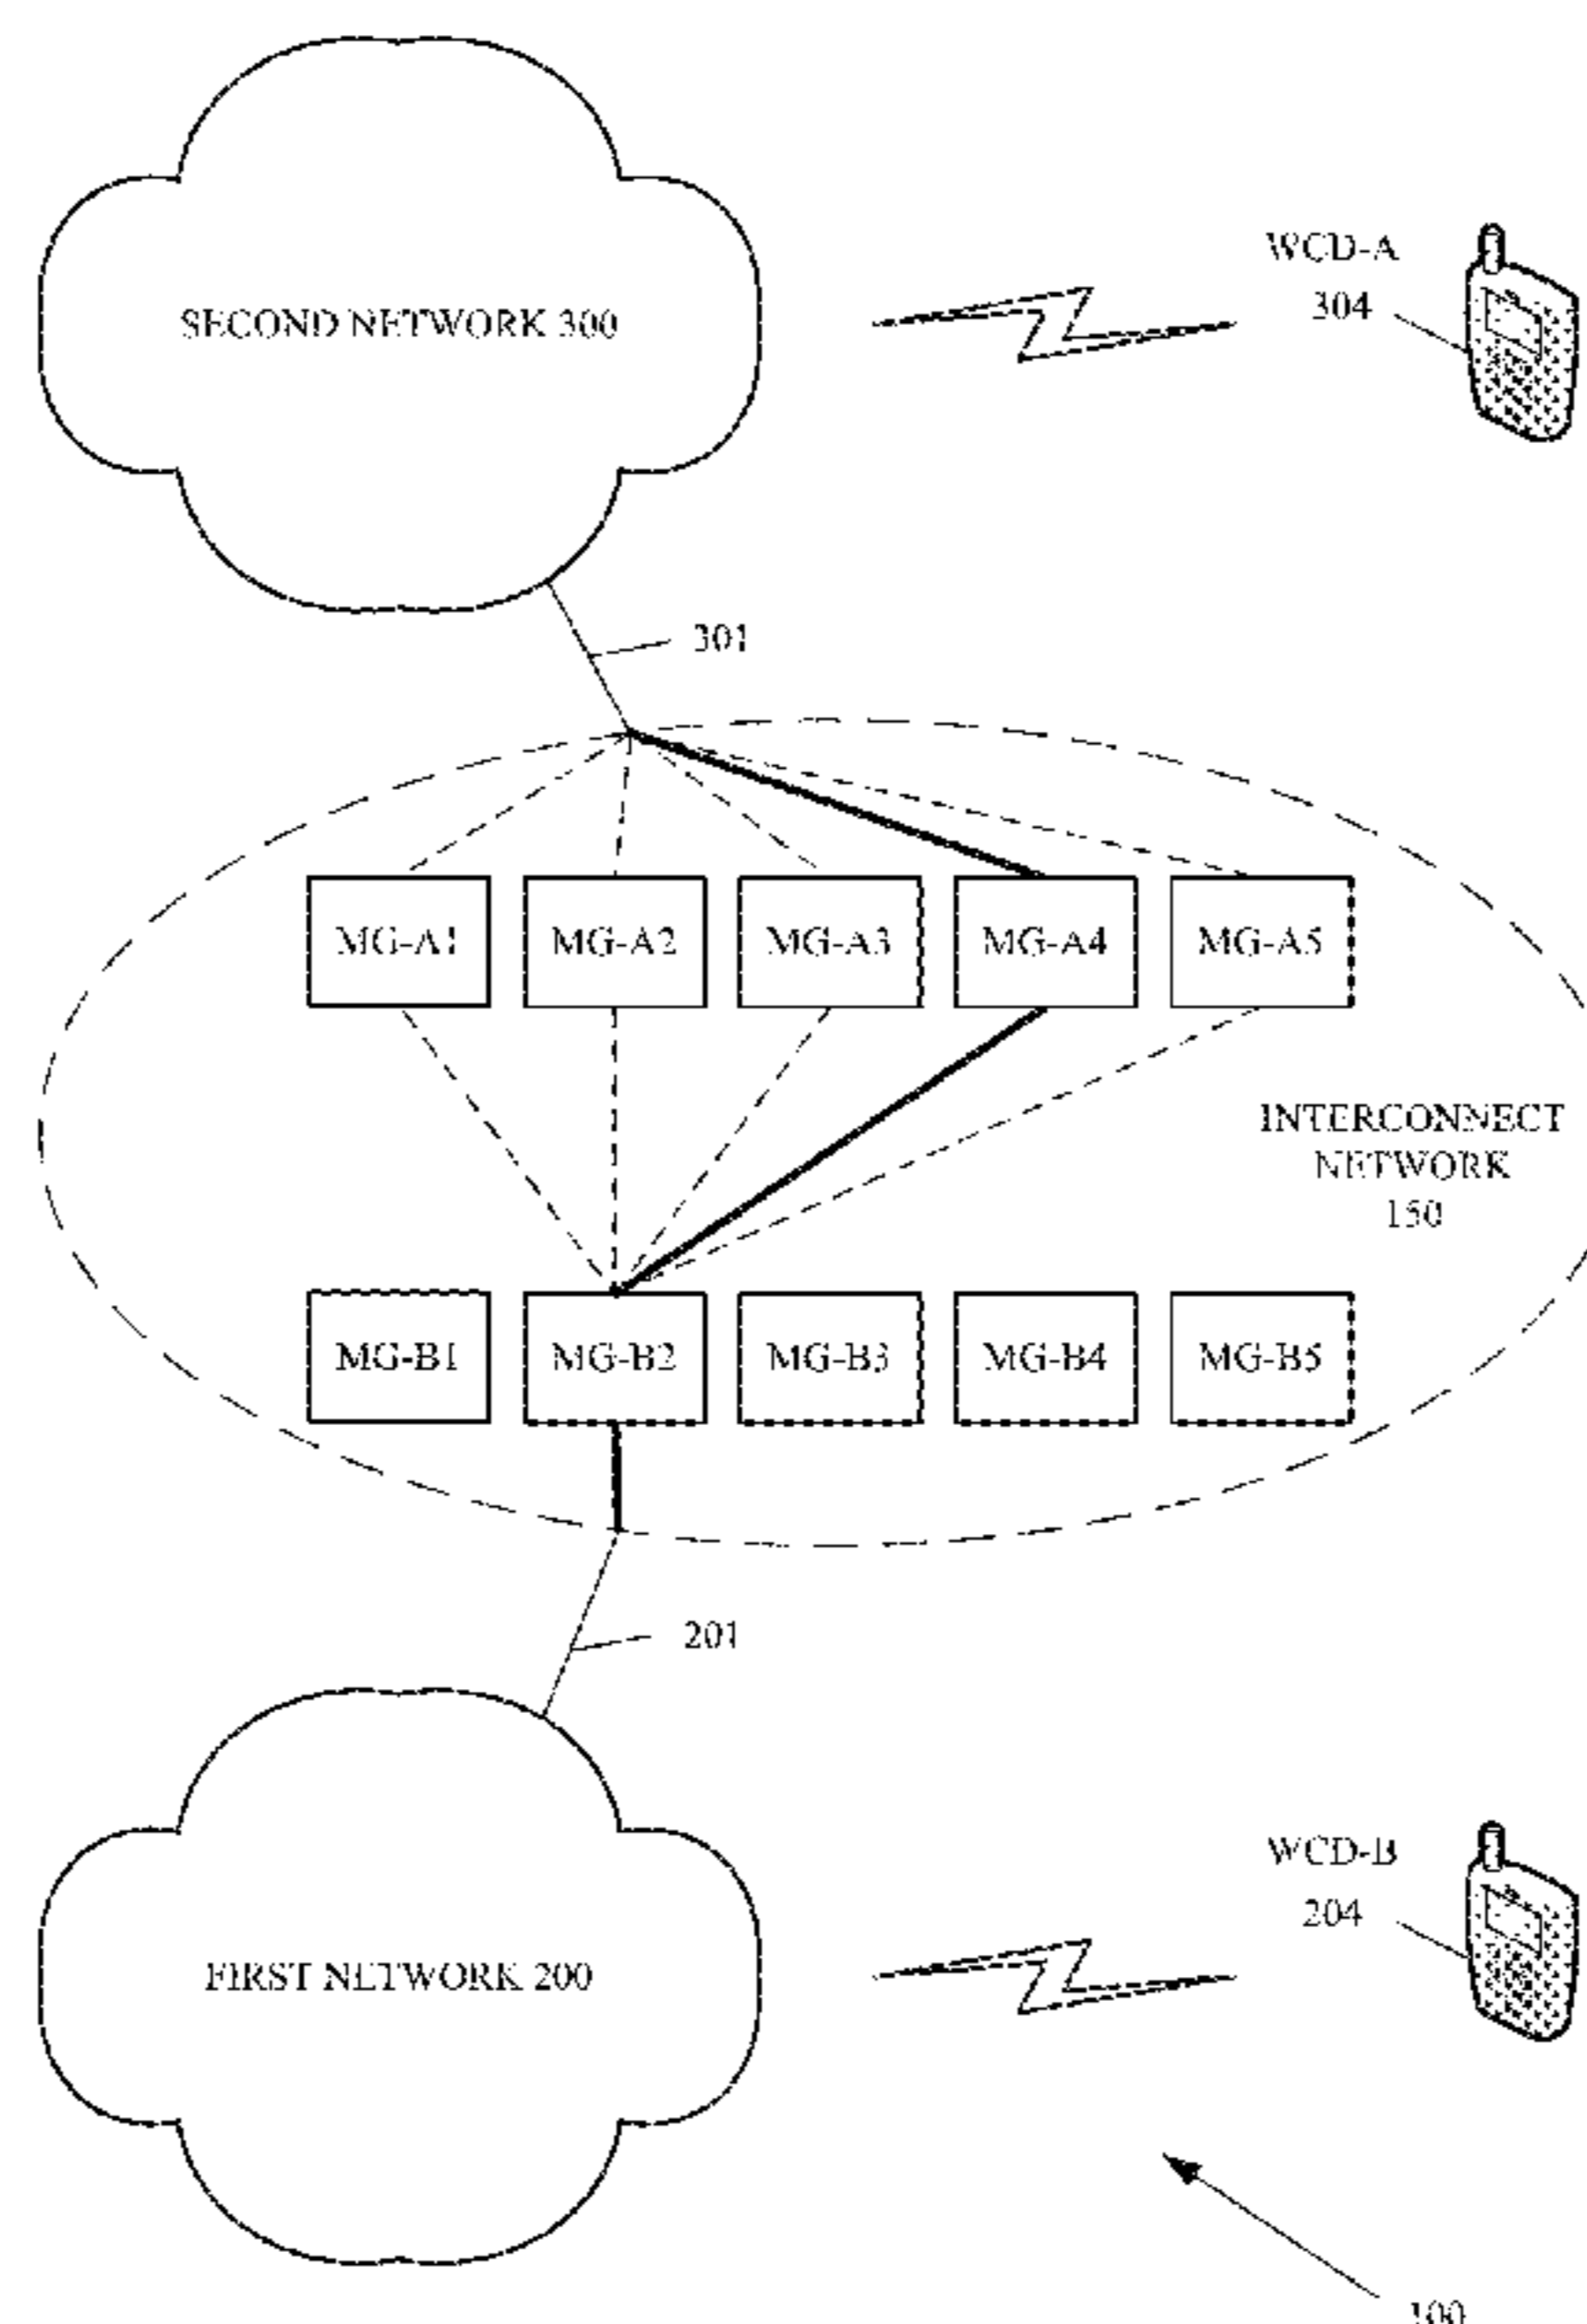 WCD-A
304
SECOND NETWORK 300
301
MG-A1 MG-A2 MG-A3 MG-A4 MG-A5
INTERCONNECT
NETWORK
150
MG-B1 MG-B2 MG-B3 MG-B4 MG-B5
201
WCD-B
204
FIRST NETWORK 200
100